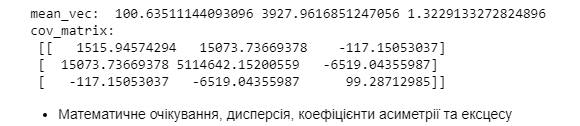 mean_vec:  100.63511144093096 3927.9616851247056 1.3229133272824896
cov_matrix:
[[   1515.94574294   15073.73669378    -117.15053037]
[  15073.73669378 5114642.15200559   -6519.04355987]
[   -117.15053037   -6519.04355987      99.28712985]]
• Математичне очікування, дисперсія, коефіцієнти асиметрії та ексцесу